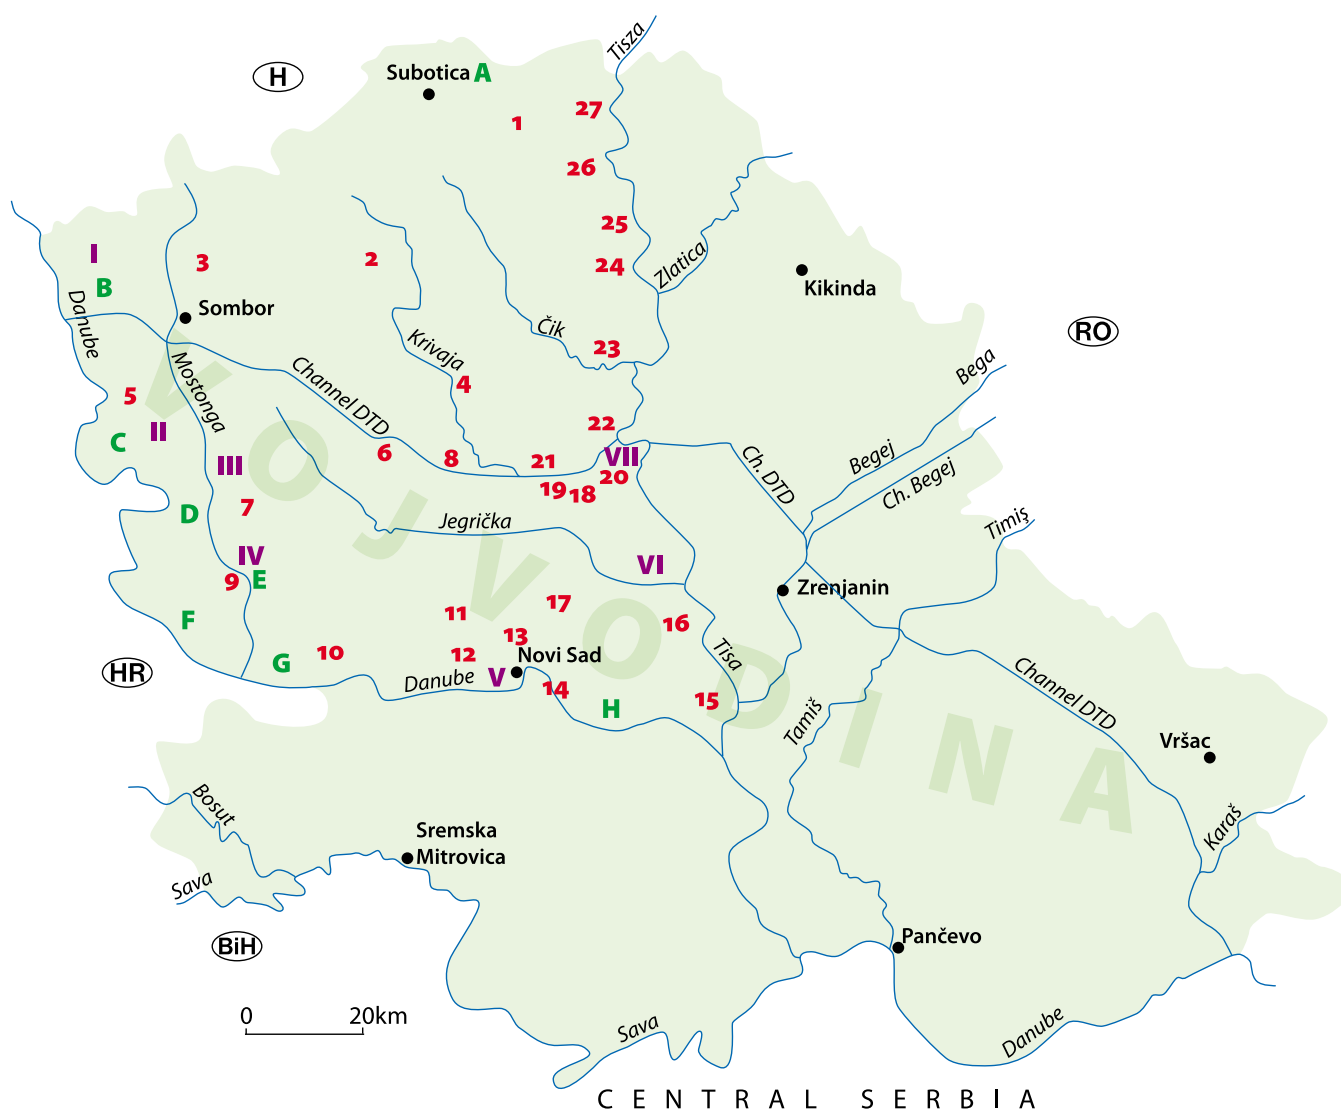 Tisza
H
Subotica A
27
1
26
25
I
3
2
24
Zlatica
B
Kikinda
Danube
Sombor
Čik
RO
Mostonga
Krivaja
23
Bega
Channel DTD
5
4
C
II
22
6
8
III
21
VII
Begej
20
Ch. DTD
Ch. Begej
7
19
18
D
Jegrička
Timiş
IV
VI
9
E
Zrenjanin
F
11
17
16
13
10
12
Novi Sad
Tisa
G
HR
Danube
V
14
H
15
Channel DTD
Tamiš
VOJVODINA
Vršac
Bosut
Karaš
Sremska
Mitrovica
Sava
BiH
Pančevo
0 20km
Sava
Danube
CENTRAL SERBIA